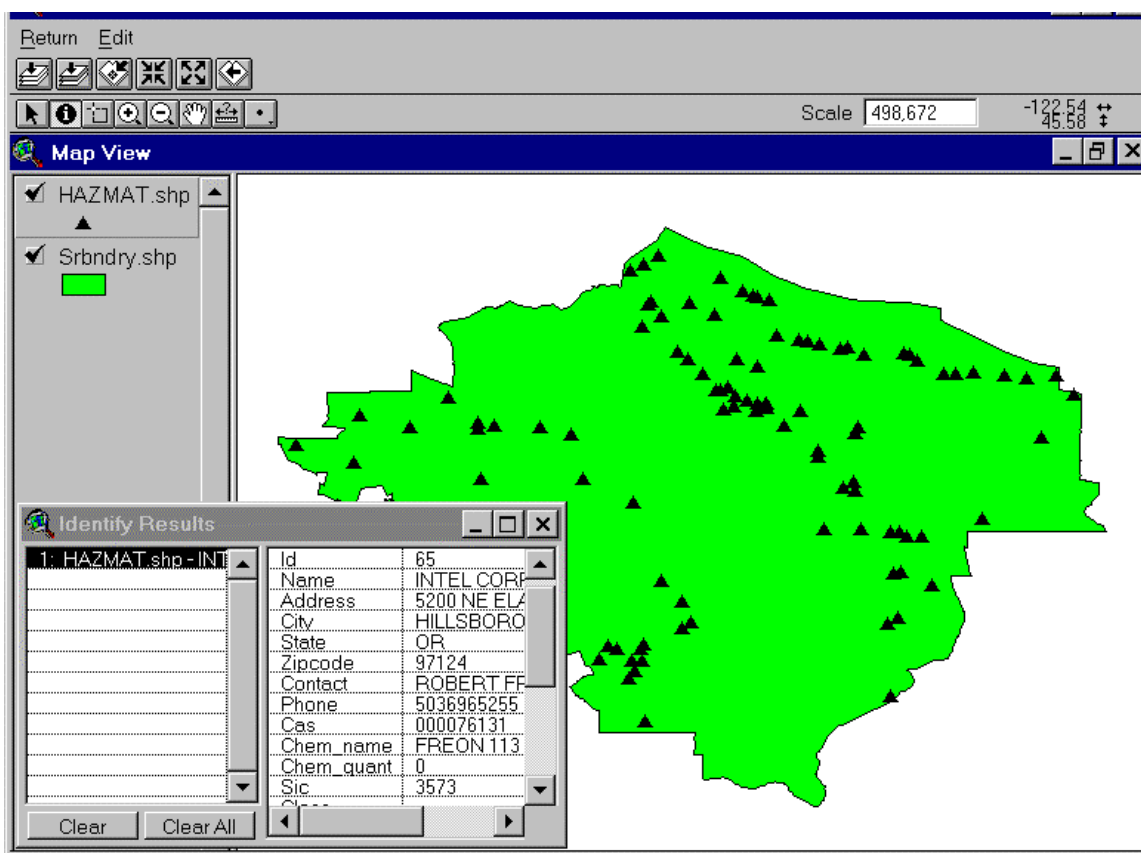 Return Edit
Scale 498,672 -122.54
45.58
Map View
HAZMAT.shp
Srbndry.shp
Identify Results
1: HAZMAT.shp - INT
Id 65
Name INTEL CORP
Address 5200 NE ELA
City HILLSBORO
State OR
Zipcode 97124
Contact ROBERT FF
Phone 5036965255
Cas 000076131
Chem_name FREON 113
Chem_quant 0
Sic 3573
Clear Clear All